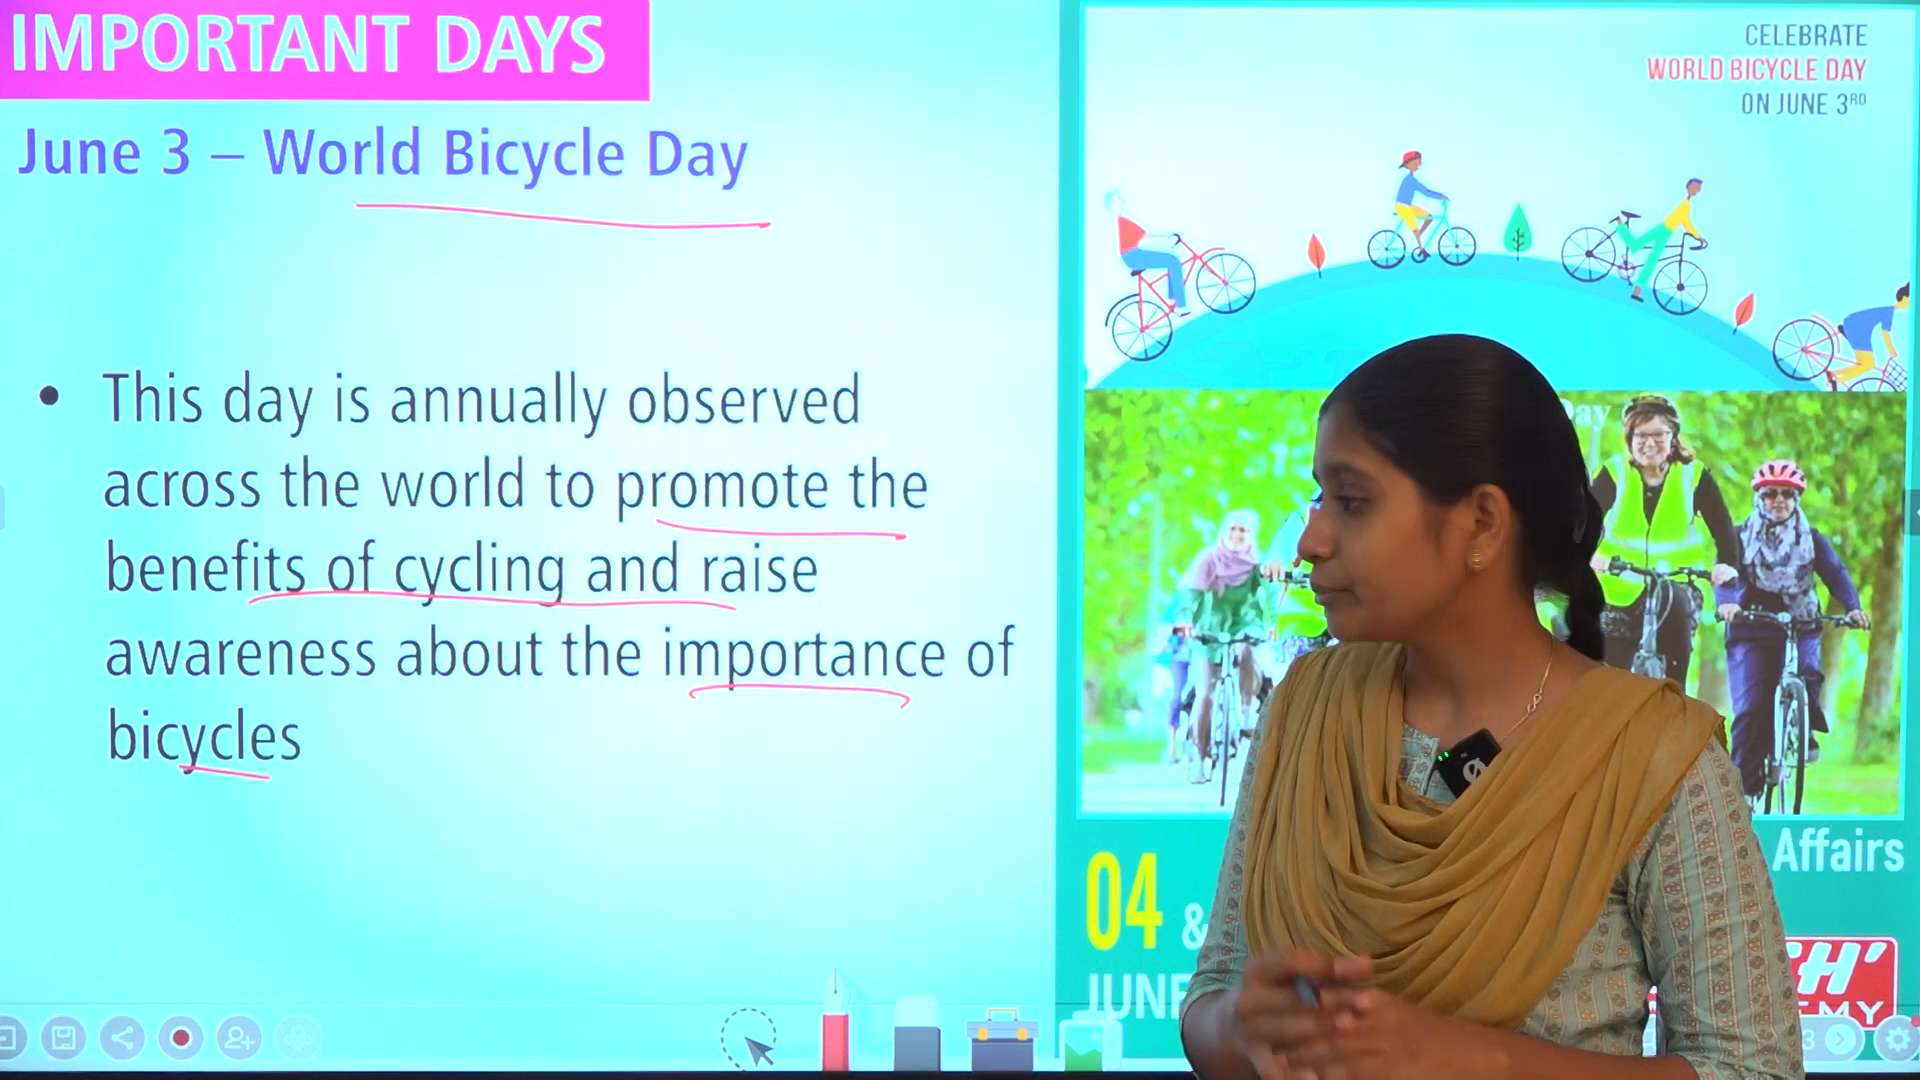 IMPORTANT DAYS
June 3 – World Bicycle Day
• This day is annually observed
across the world to promote the
benefits of cycling and raise
awareness about the importance of
bicycles
CELEBRATE
WORLD BICYCLE DAY
ON JUNE 3RD
Affairs
04 &
JUNE
3